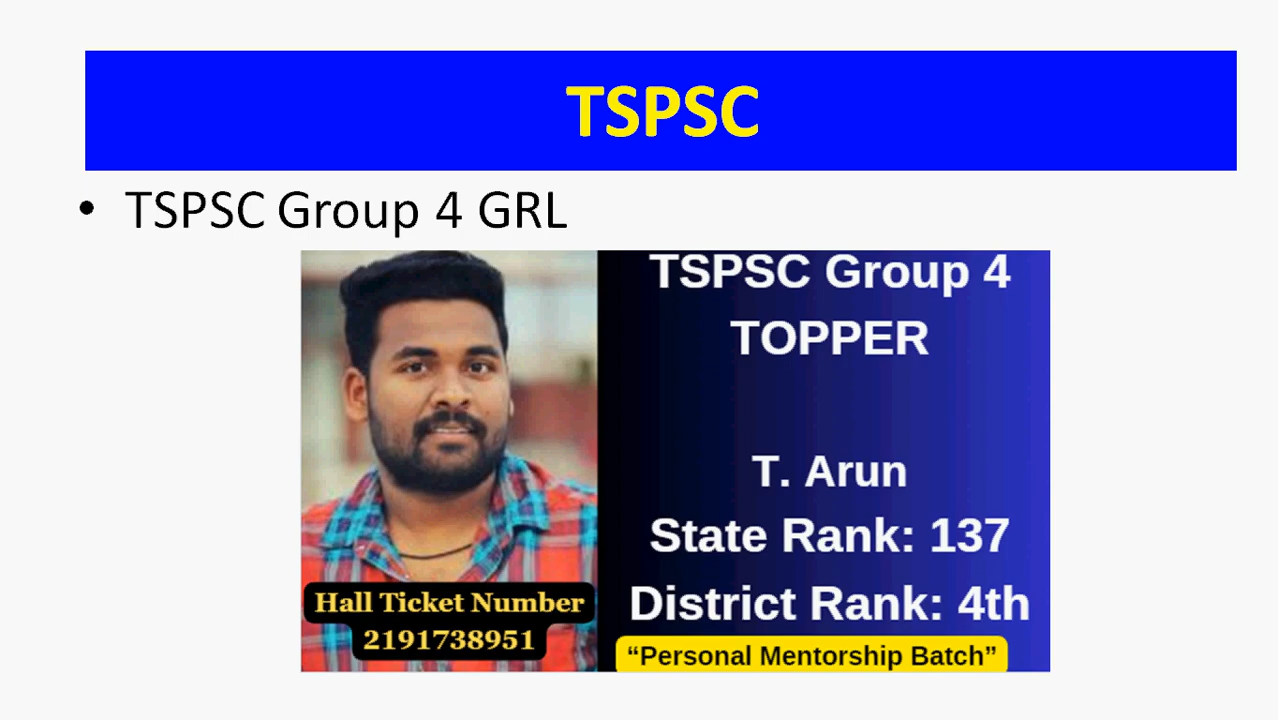 TSPSC
• TSPSC Group 4 GRL
TSPSC Group 4
TOPPER
T. Arun
State Rank: 137
District Rank: 4th
“Personal Mentorship Batch”
Hall Ticket Number
2191738951